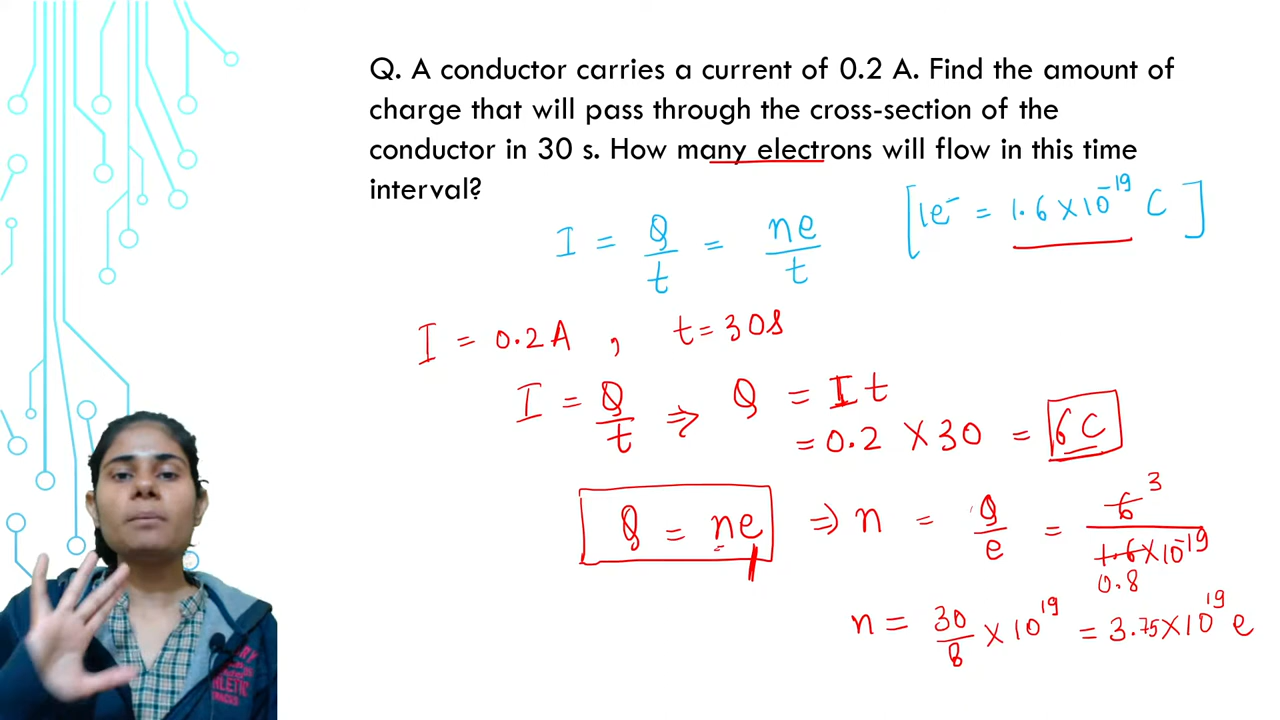 Q. A conductor carries a current of 0.2 A. Find the amount of
charge that will pass through the cross-section of the
conductor in 30 s. How many electrons will flow in this time
interval?
[1e⁻ = 1.6 × 10⁻¹⁹ C]
I = Q/t = ne/t
I = 0.2A , t = 30s
I = Q/t ⇒ Q = It
= 0.2 × 30 = 6C
Q = ne ⇒ n = Q/e = 6/1.6×10⁻¹⁹
3
0.8
n = 30/8 × 10¹⁹ = 3.75×10¹⁹ e
ATHLETIC